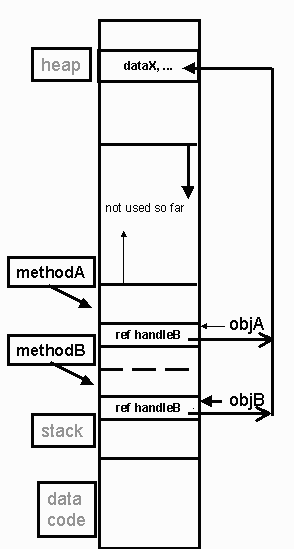 heap
dataX, ...
not used so far
methodA
objA
ref handleB
methodB
objB
ref handleB
stack
data
code